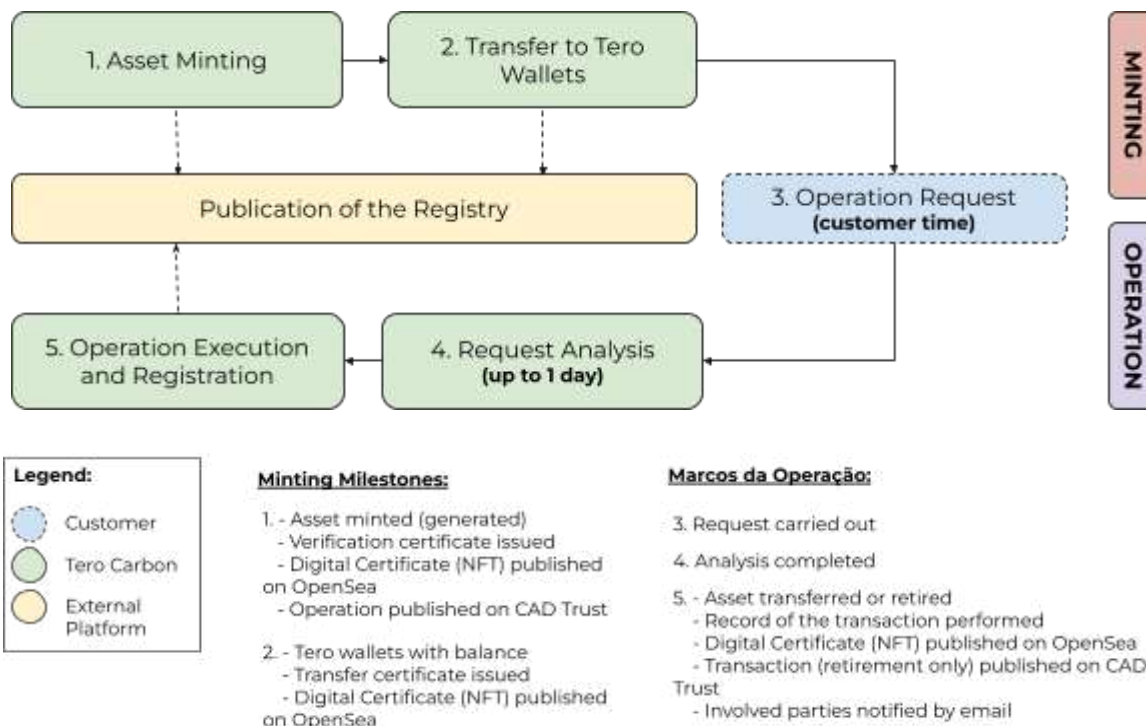 1. Asset Minting
2. Transfer to Tero
Wallets
MINTING
Publication of the Registry
3. Operation Request
(customer time)
OPERATION
5. Operation Execution
and Registration
4. Request Analysis
(up to 1 day)
Legend:
Customer
Tero Carbon
External
Platform
Minting Milestones:
1. - Asset minted (generated)
- Verification certificate issued
- Digital Certificate (NFT) published
on OpenSea
- Operation published on CAD Trust
2. - Tero wallets with balance
- Transfer certificate issued
- Digital Certificate (NFT) published
on OpenSea
Marcos da Operação:
3. Request carried out
4. Analysis completed
5. - Asset transferred or retired
- Record of the transaction performed
- Digital Certificate (NFT) published on OpenSea
- Transaction (retirement only) published on CAD
Trust
- Involved parties notified by email